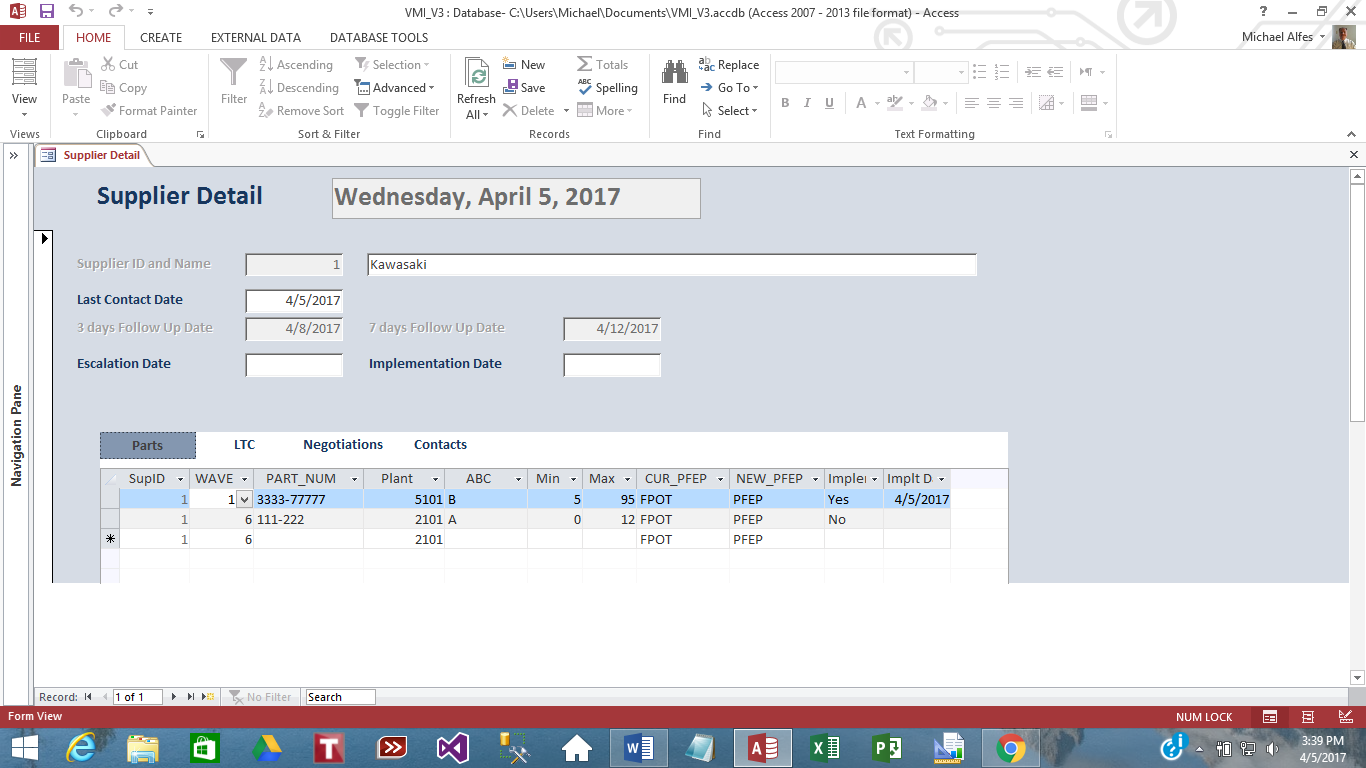 VMI_V3 : Database- C:\Users\Michael\Documents\VMI_V3.accdb (Access 2007 - 2013 file format) - Access
FILE HOME CREATE EXTERNAL DATA DATABASE TOOLS Michael Alfes
View
Views
Paste
Cut
Copy
Format Painter
Clipboard
Filter
Ascending
Descending
Remove Sort
Selection
Advanced
Toggle Filter
Sort & Filter
Refresh
All
New
Save
Delete
Totals
Spelling
More
Records
Find
Replace
Go To
Select
Find
B I U A
Text Formatting
Supplier Detail
Navigation Pane
Supplier Detail Wednesday, April 5, 2017
Supplier ID and Name 1 Kawasaki
Last Contact Date 4/5/2017
3 days Follow Up Date 4/8/2017 7 days Follow Up Date 4/12/2017
Escalation Date Implementation Date
Parts LTC Negotiations Contacts
SupID WAVE PART_NUM Plant ABC Min Max CUR_PFEP NEW_PFEP Impler Implt D
1 1 3333-77777 5101 B 5 95 FPOT PFEP Yes 4/5/2017
1 6 111-222 2101 A 0 12 FPOT PFEP No
1 6 2101 FPOT PFEP
Record: 1 of 1 No Filter Search
Form View NUM LOCK
3:39 PM
4/5/2017